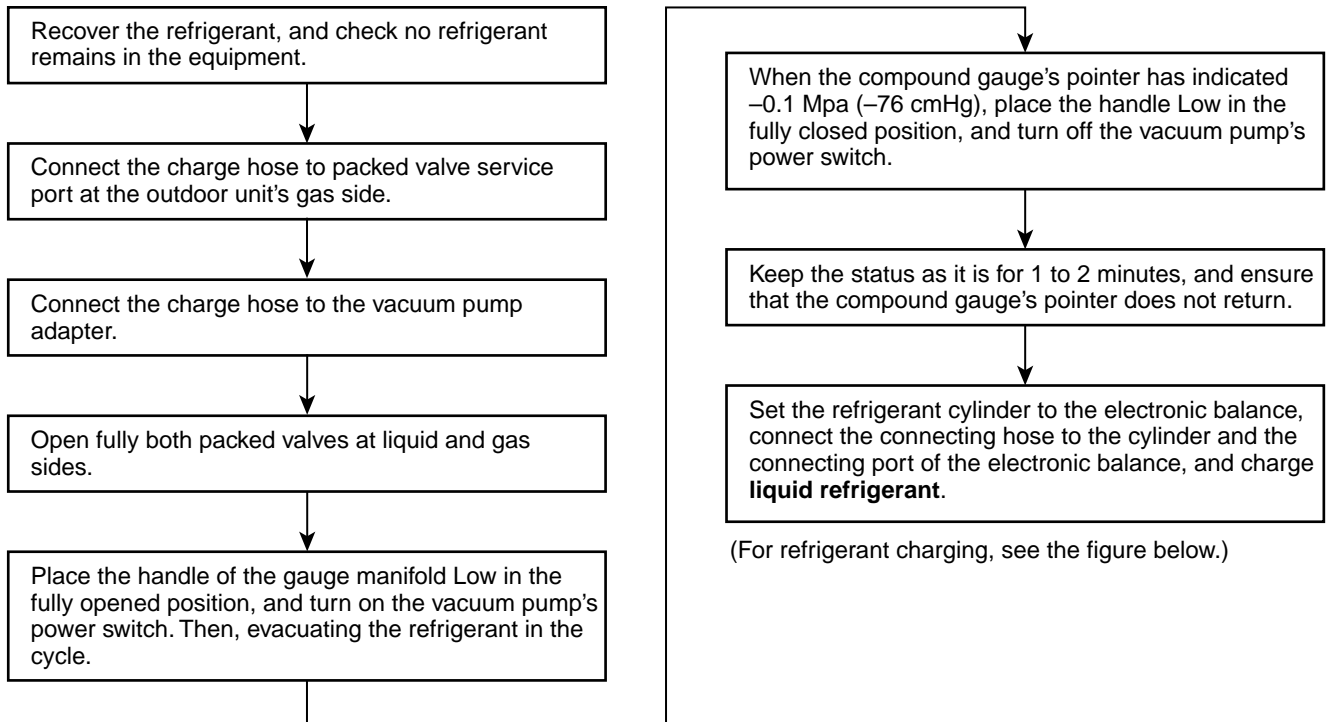 Recover the refrigerant, and check no refrigerant
remains in the equipment.
Connect the charge hose to packed valve service
port at the outdoor unit’s gas side.
Connect the charge hose to the vacuum pump
adapter.
Open fully both packed valves at liquid and gas
sides.
Place the handle of the gauge manifold Low in the
fully opened position, and turn on the vacuum pump’s
power switch. Then, evacuating the refrigerant in the
cycle.
When the compound gauge’s pointer has indicated
–0.1 Mpa (–76 cmHg), place the handle Low in the
fully closed position, and turn off the vacuum pump’s
power switch.
Keep the status as it is for 1 to 2 minutes, and ensure
that the compound gauge’s pointer does not return.
Set the refrigerant cylinder to the electronic balance,
connect the connecting hose to the cylinder and the
connecting port of the electronic balance, and charge
liquid refrigerant.
(For refrigerant charging, see the figure below.)